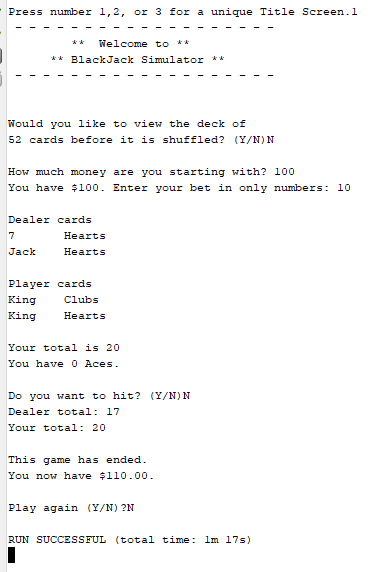 Press number 1,2, or 3 for a unique Title Screen.1
- - - - - - - - - - - - - - - - - - -
** Welcome to **
** BlackJack Simulator **
- - - - - - - - - - - - - - - - - - -
Would you like to view the deck of
52 cards before it is shuffled? (Y/N)N
How much money are you starting with? 100
You have $100. Enter your bet in only numbers: 10
Dealer cards
7 Hearts
Jack Hearts
Player cards
King Clubs
King Hearts
Your total is 20
You have 0 Aces.
Do you want to hit? (Y/N)N
Dealer total: 17
Your total: 20
This game has ended.
You now have $110.00.
Play again (Y/N)?N
RUN SUCCESSFUL (total time: 1m 17s)